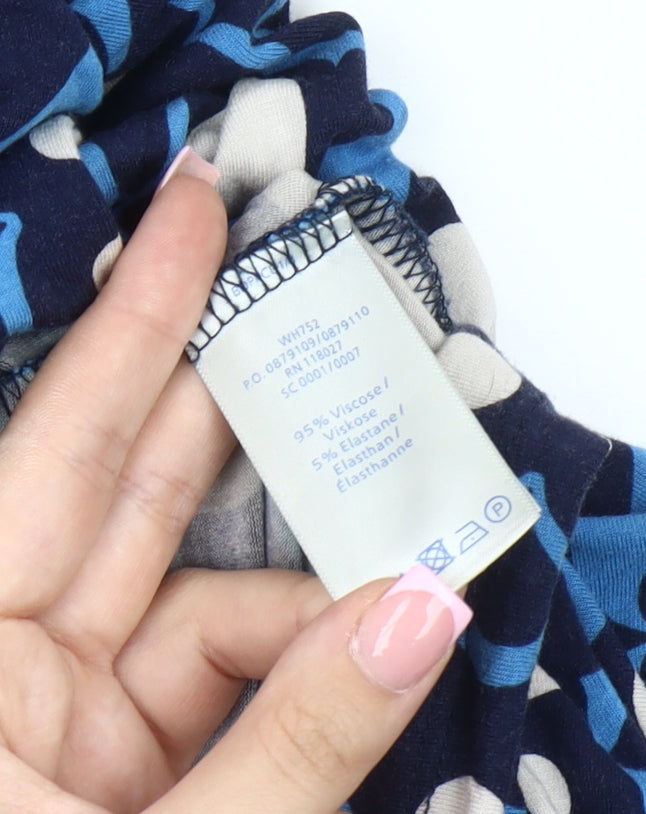 WH752
P.O. 0879109/0879110
RN 118027
SC 0001/0007
95% Viscose /
Viskose
5% Elastane /
Elasthan /
Élasthanne
P